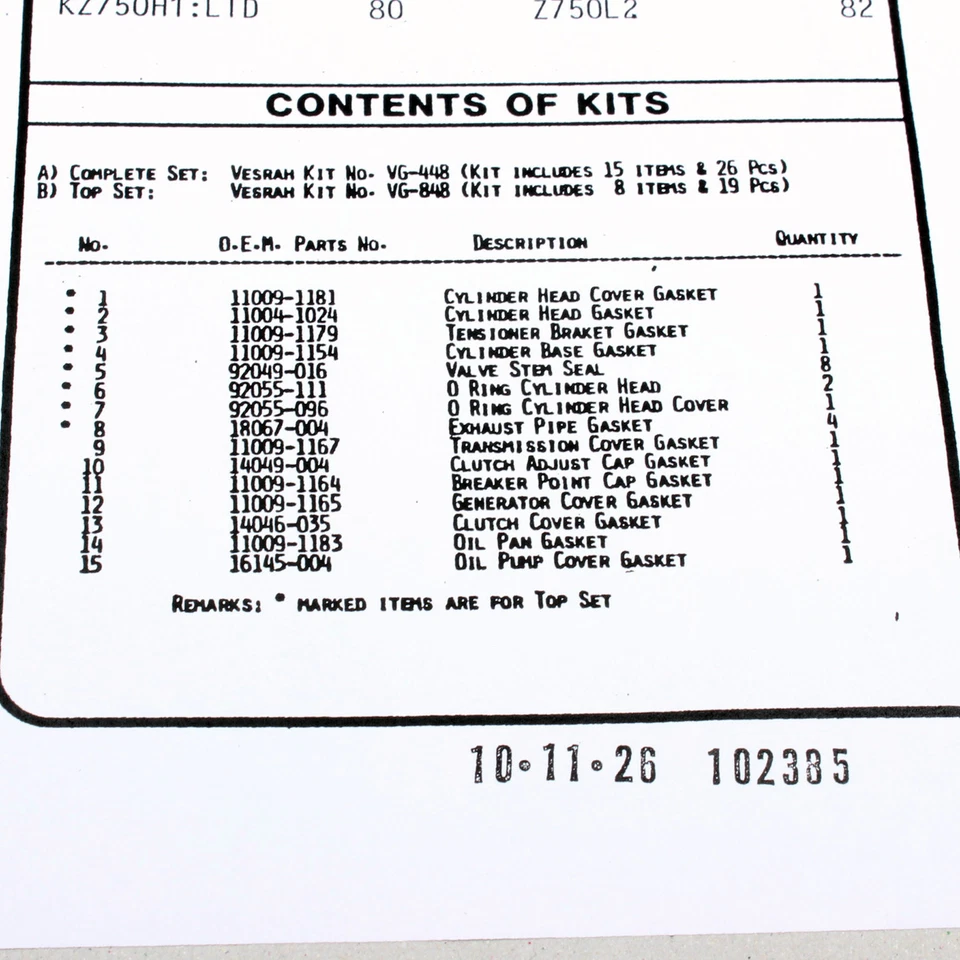 KZ750H1:LTD 80 Z750L2 82
CONTENTS OF KITS
A) COMPLETE SET: VESRAH KIT NO. VG-448 (KIT INCLUDES 15 ITEMS & 26 PCS)
B) TOP SET: VESRAH KIT NO. VG-848 (KIT INCLUDES 8 ITEMS & 19 PCS)
NO. O.E.M. PARTS NO. DESCRIPTION QUANTITY
* 1 11009-1181 CYLINDER HEAD COVER GASKET 1
* 2 11004-1024 CYLINDER HEAD GASKET 1
* 3 11009-1179 TENSIONER BRAKET GASKET 1
* 4 11009-1154 CYLINDER BASE GASKET 1
* 5 92049-016 VALVE STEM SEAL 8
* 6 92055-111 O RING CYLINDER HEAD 2
* 7 92055-096 O RING CYLINDER HEAD COVER 1
* 8 18067-004 EXHAUST PIPE GASKET 4
9 11009-1167 TRANSMISSION COVER GASKET 1
10 14049-004 CLUTCH ADJUST CAP GASKET 1
11 11009-1164 BREAKER POINT CAP GASKET 1
12 11009-1165 GENERATOR COVER GASKET 1
13 14046-035 CLUTCH COVER GASKET 1
14 11009-1183 OIL PAN GASKET 1
15 16145-004 OIL PUMP COVER GASKET 1
REMARKS: * MARKED ITEMS ARE FOR TOP SET
10•11•26 102385